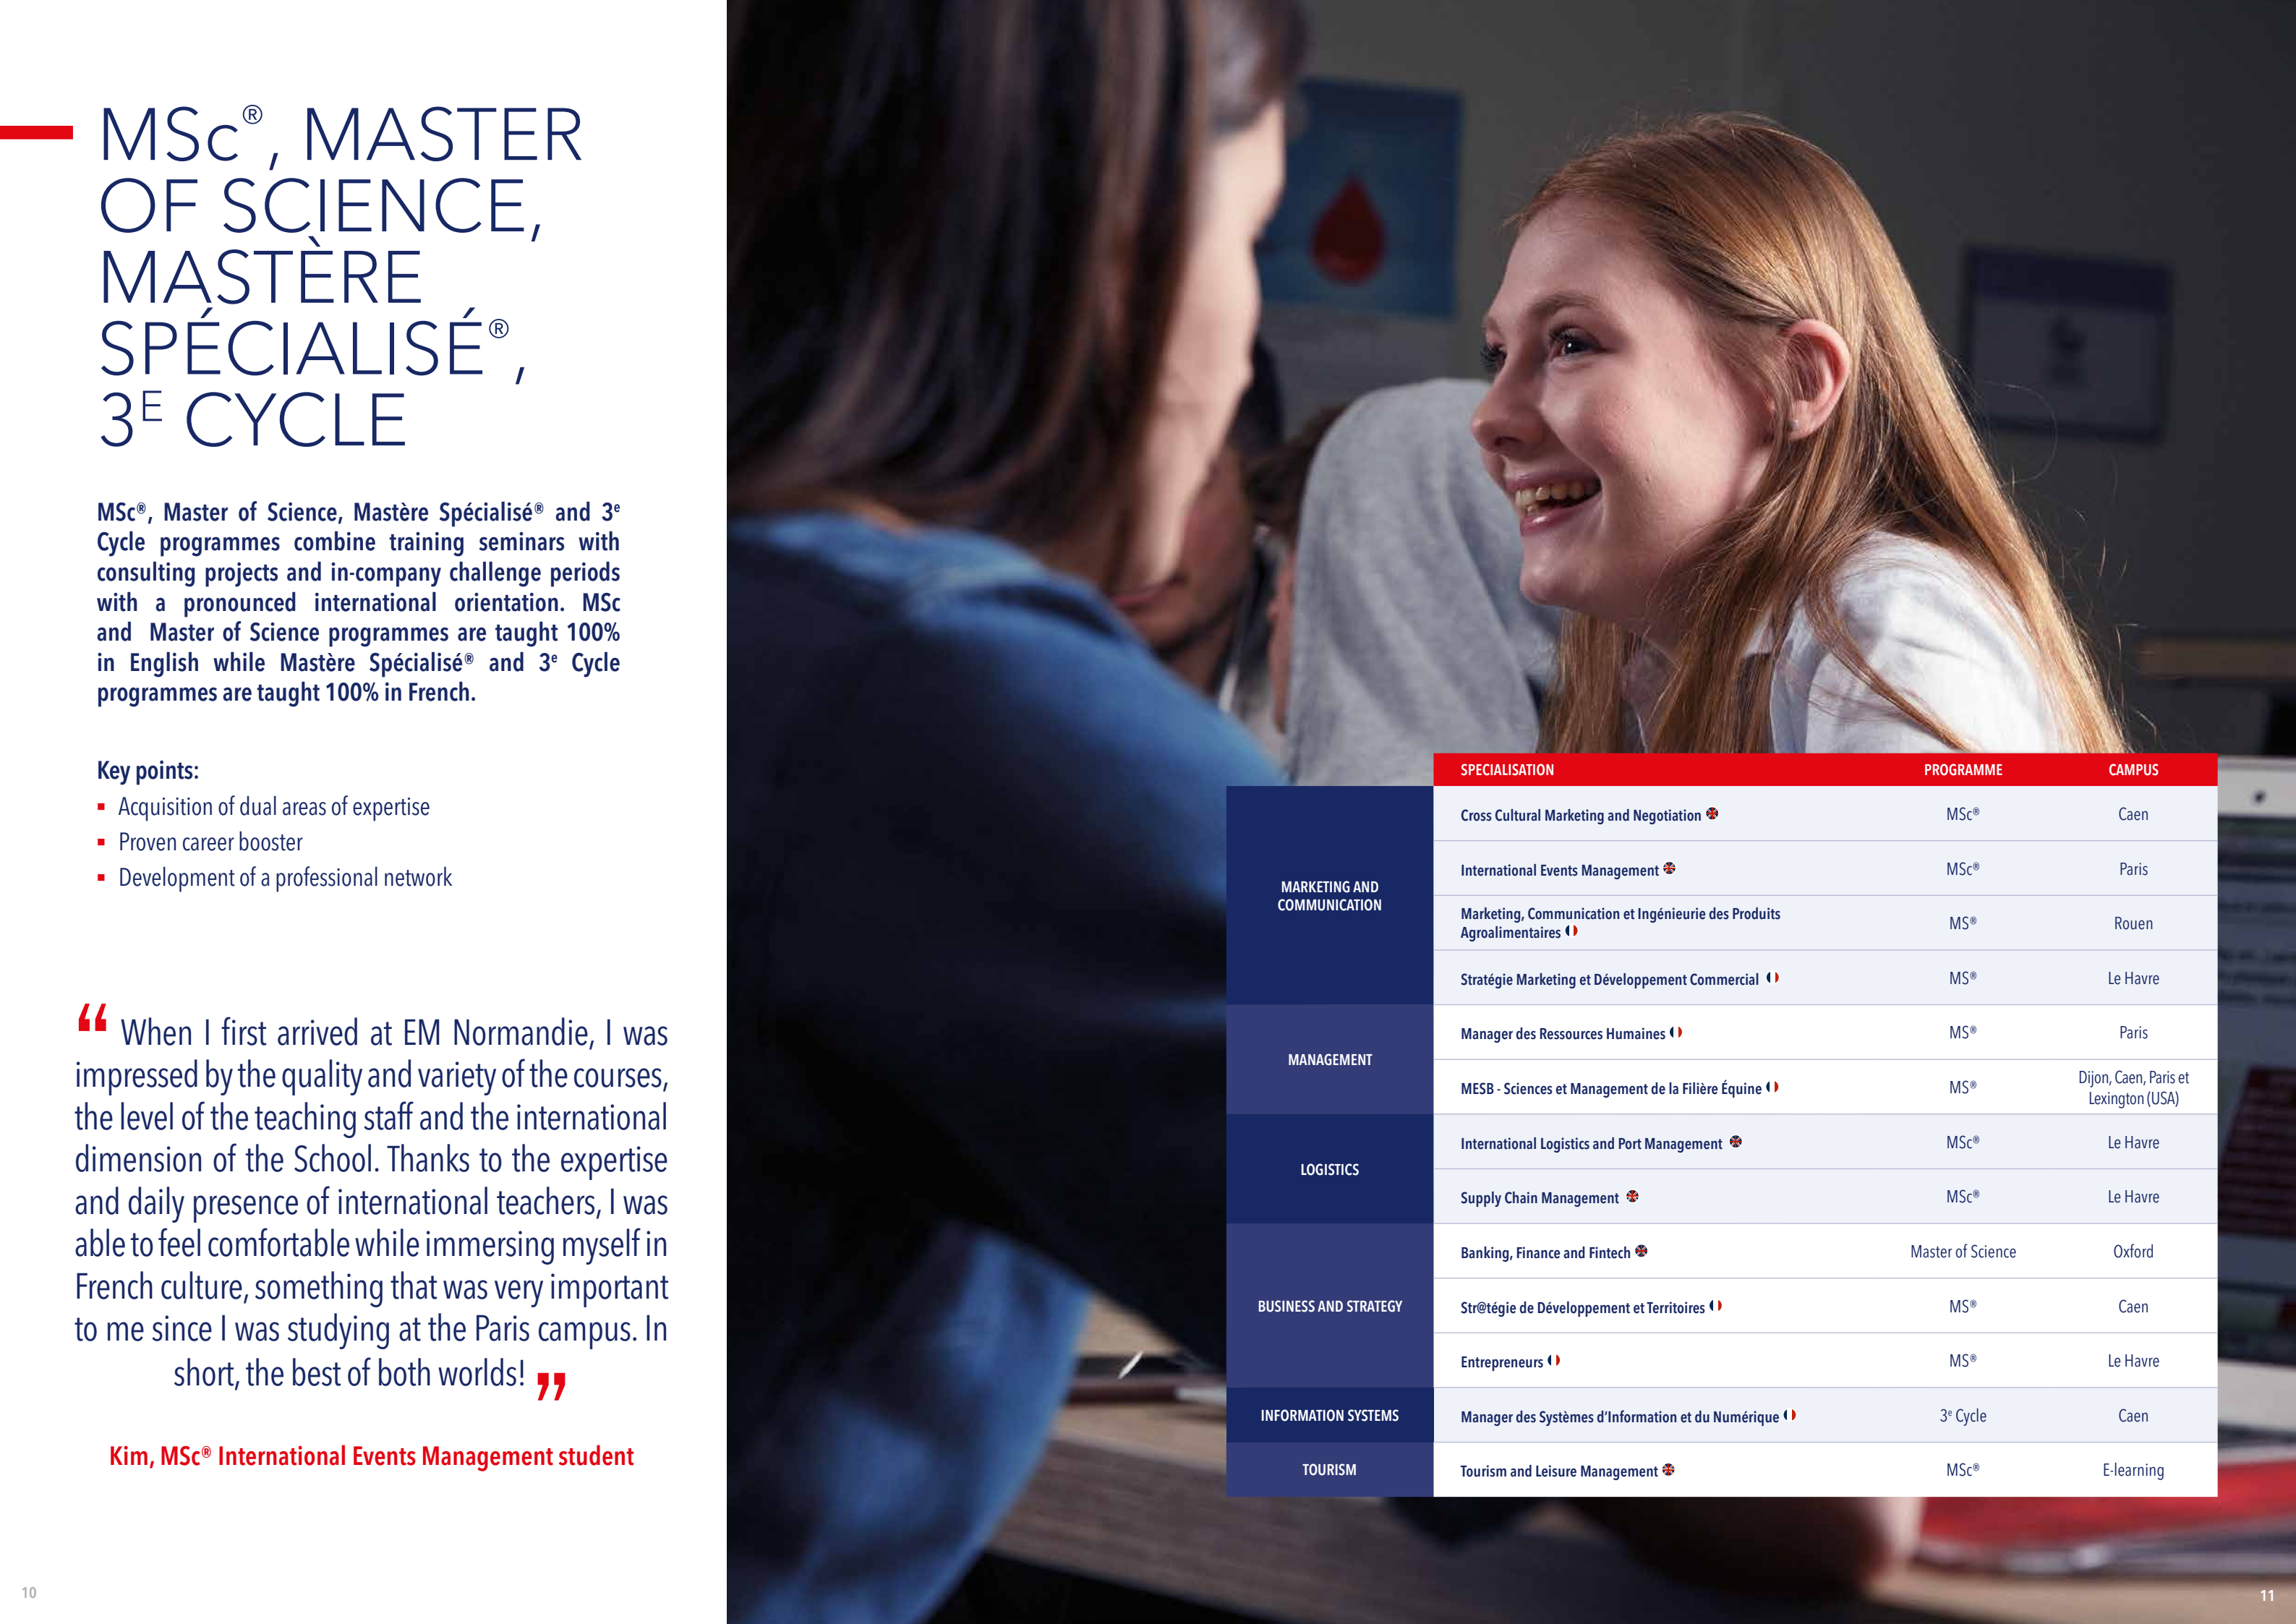 MSc®, MASTER
OF SCIENCE,
MASTÈRE
SPÉCIALISÉ®,
3E CYCLE
MSc®, Master of Science, Mastère Spécialisé® and 3e
Cycle programmes combine training seminars with
consulting projects and in-company challenge periods
with a pronounced international orientation. MSc
and Master of Science programmes are taught 100%
in English while Mastère Spécialisé® and 3e Cycle
programmes are taught 100% in French.
Key points:
▪ Acquisition of dual areas of expertise
▪ Proven career booster
▪ Development of a professional network
“ When I first arrived at EM Normandie, I was
impressed by the quality and variety of the courses,
the level of the teaching staff and the international
dimension of the School. Thanks to the expertise
and daily presence of international teachers, I was
able to feel comfortable while immersing myself in
French culture, something that was very important
to me since I was studying at the Paris campus. In
short, the best of both worlds! ”
Kim, MSc® International Events Management student
10
SPECIALISATION PROGRAMME CAMPUS
MARKETING AND
COMMUNICATION
Cross Cultural Marketing and Negotiation MSc® Caen
International Events Management MSc® Paris
Marketing, Communication et Ingénieurie des Produits
Agroalimentaires MS® Rouen
Stratégie Marketing et Développement Commercial MS® Le Havre
MANAGEMENT
Manager des Ressources Humaines MS® Paris
MESB - Sciences et Management de la Filière Équine MS® Dijon, Caen, Paris et
Lexington (USA)
LOGISTICS
International Logistics and Port Management MSc® Le Havre
Supply Chain Management MSc® Le Havre
BUSINESS AND STRATEGY
Banking, Finance and Fintech Master of Science Oxford
Str@tégie de Développement et Territoires MS® Caen
Entrepreneurs MS® Le Havre
INFORMATION SYSTEMS
Manager des Systèmes d’Information et du Numérique 3e Cycle Caen
TOURISM
Tourism and Leisure Management MSc® E-learning
11